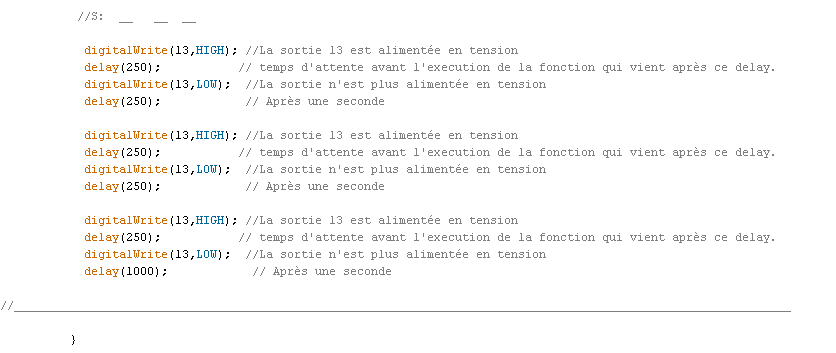 //S:  __   __  __
digitalWrite(13,HIGH); //La sortie 13 est alimentée en tension
delay(250);           // temps d'attente avant l'execution de la fonction qui vient après ce delay.
digitalWrite(13,LOW);  //La sortie n'est plus alimentée en tension
delay(250);            // Après une seconde
digitalWrite(13,HIGH); //La sortie 13 est alimentée en tension
delay(250);           // temps d'attente avant l'execution de la fonction qui vient après ce delay.
digitalWrite(13,LOW);  //La sortie n'est plus alimentée en tension
delay(250);            // Après une seconde
digitalWrite(13,HIGH); //La sortie 13 est alimentée en tension
delay(250);           // temps d'attente avant l'execution de la fonction qui vient après ce delay.
digitalWrite(13,LOW);  //La sortie n'est plus alimentée en tension
delay(1000);            // Après une seconde
//_______________________________________________________________________________________________________________
}